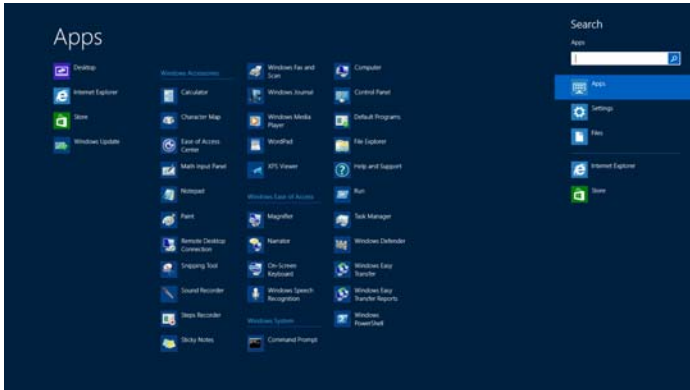 Apps
Desktop
Internet Explorer
Store
Windows Update
Windows Accessories
Calculator
Character Map
Ease of Access
Center
Math Input Panel
Notepad
Paint
Remote Desktop
Connection
Snipping Tool
Sound Recorder
Steps Recorder
Sticky Notes
Windows Fax and
Scan
Windows Journal
Windows Media
Player
WordPad
XPS Viewer
Windows Ease of Access
Magnifier
Narrator
On-Screen
Keyboard
Windows Speech
Recognition
Windows System
Command Prompt
Computer
Control Panel
Default Programs
File Explorer
Help and Support
Run
Task Manager
Windows Defender
Windows Easy
Transfer
Windows Easy
Transfer Reports
Windows
PowerShell
Search
Apps
Apps
Settings
Files
Internet Explorer
Store